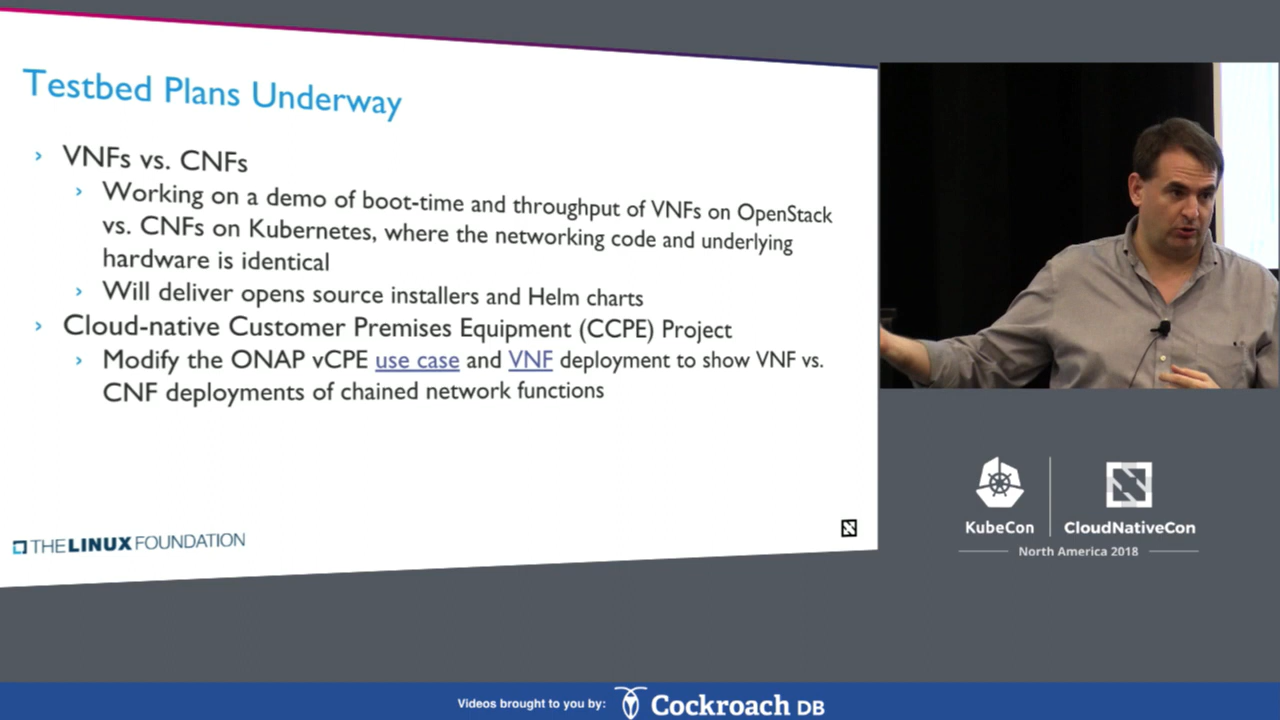 Testbed Plans Underway
› VNFs vs. CNFs
› Working on a demo of boot-time and throughput of VNFs on OpenStack
vs. CNFs on Kubernetes, where the networking code and underlying
hardware is identical
› Will deliver opens source installers and Helm charts
› Cloud-native Customer Premises Equipment (CCPE) Project
› Modify the ONAP vCPE use case and VNF deployment to show VNF vs.
CNF deployments of chained network functions
THE LINUX FOUNDATION
KubeCon
CloudNativeCon
North America 2018
Videos brought to you by:
Cockroach DB